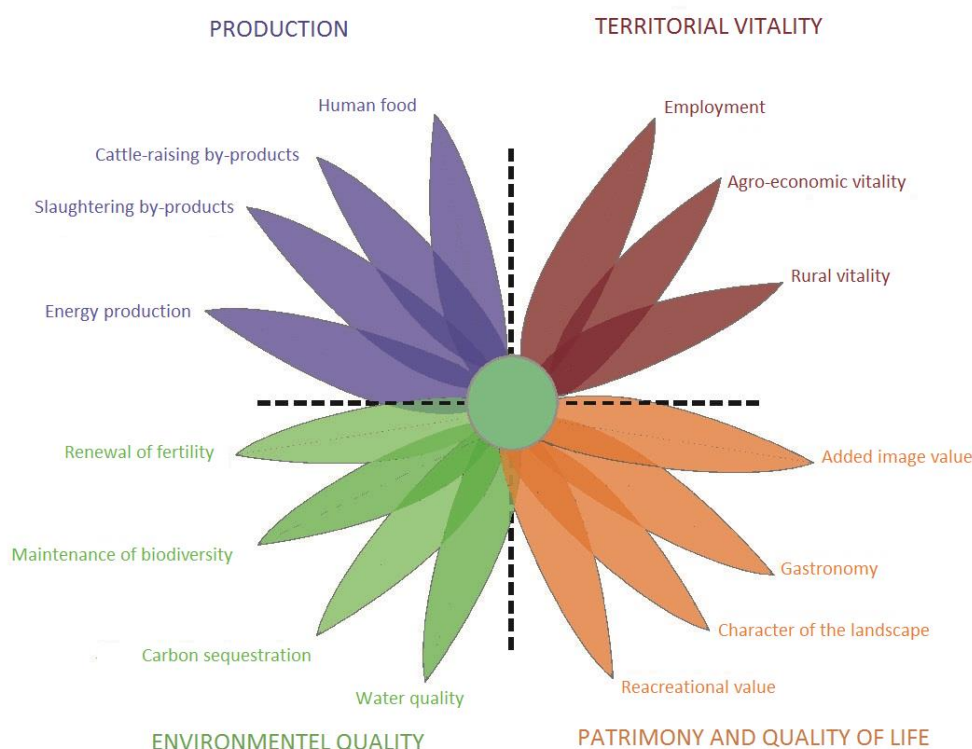 PRODUCTION
TERRITORIAL VITALITY
Human food
Cattle-raising by-products
Slaughtering by-products
Energy production
Employment
Agro-economic vitality
Rural vitality
Renewal of fertility
Maintenance of biodiversity
Carbon sequestration
Water quality
Added image value
Gastronomy
Character of the landscape
Reacreational value
ENVIRONMENTEL QUALITY
PATRIMONY AND QUALITY OF LIFE